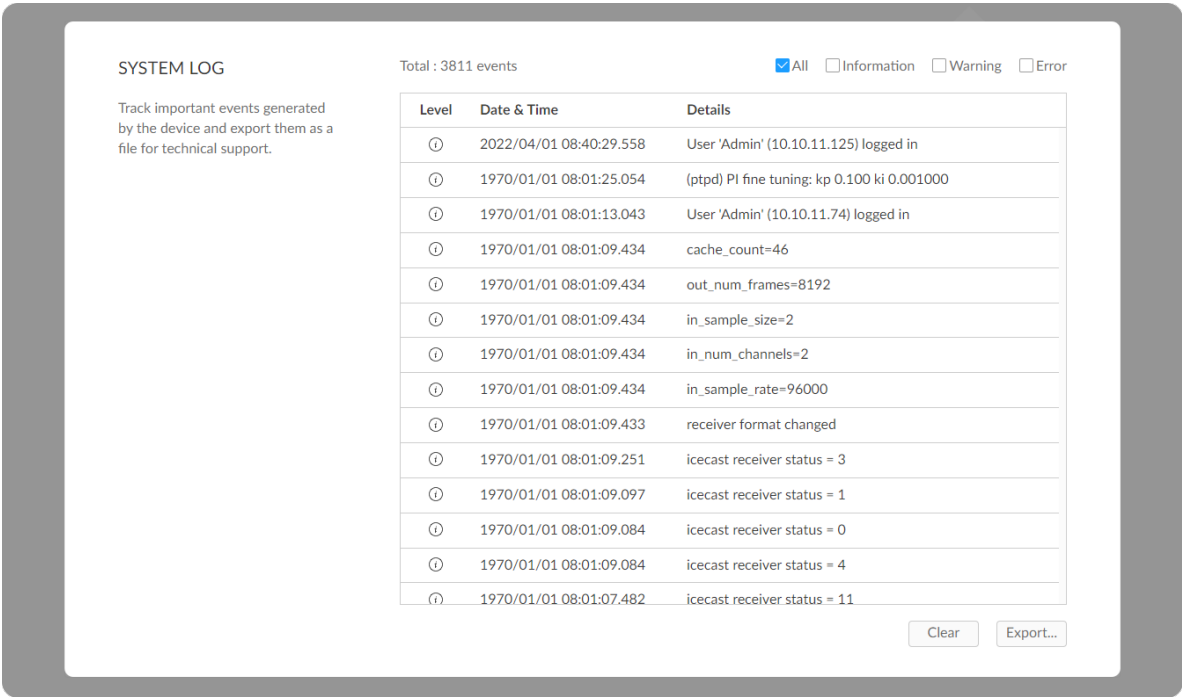 SYSTEM LOG
Track important events generated
by the device and export them as a
file for technical support.
Total : 3811 events
All Information Warning Error
Level Date & Time Details
2022/04/01 08:40:29.558 User 'Admin' (10.10.11.125) logged in
1970/01/01 08:01:25.054 (ptpd) PI fine tuning: kp 0.100 ki 0.001000
1970/01/01 08:01:13.043 User 'Admin' (10.10.11.74) logged in
1970/01/01 08:01:09.434 cache_count=46
1970/01/01 08:01:09.434 out_num_frames=8192
1970/01/01 08:01:09.434 in_sample_size=2
1970/01/01 08:01:09.434 in_num_channels=2
1970/01/01 08:01:09.434 in_sample_rate=96000
1970/01/01 08:01:09.433 receiver format changed
1970/01/01 08:01:09.251 icecast receiver status = 3
1970/01/01 08:01:09.097 icecast receiver status = 1
1970/01/01 08:01:09.084 icecast receiver status = 0
1970/01/01 08:01:09.084 icecast receiver status = 4
1970/01/01 08:01:07.482 icecast receiver status = 11
Clear Export...